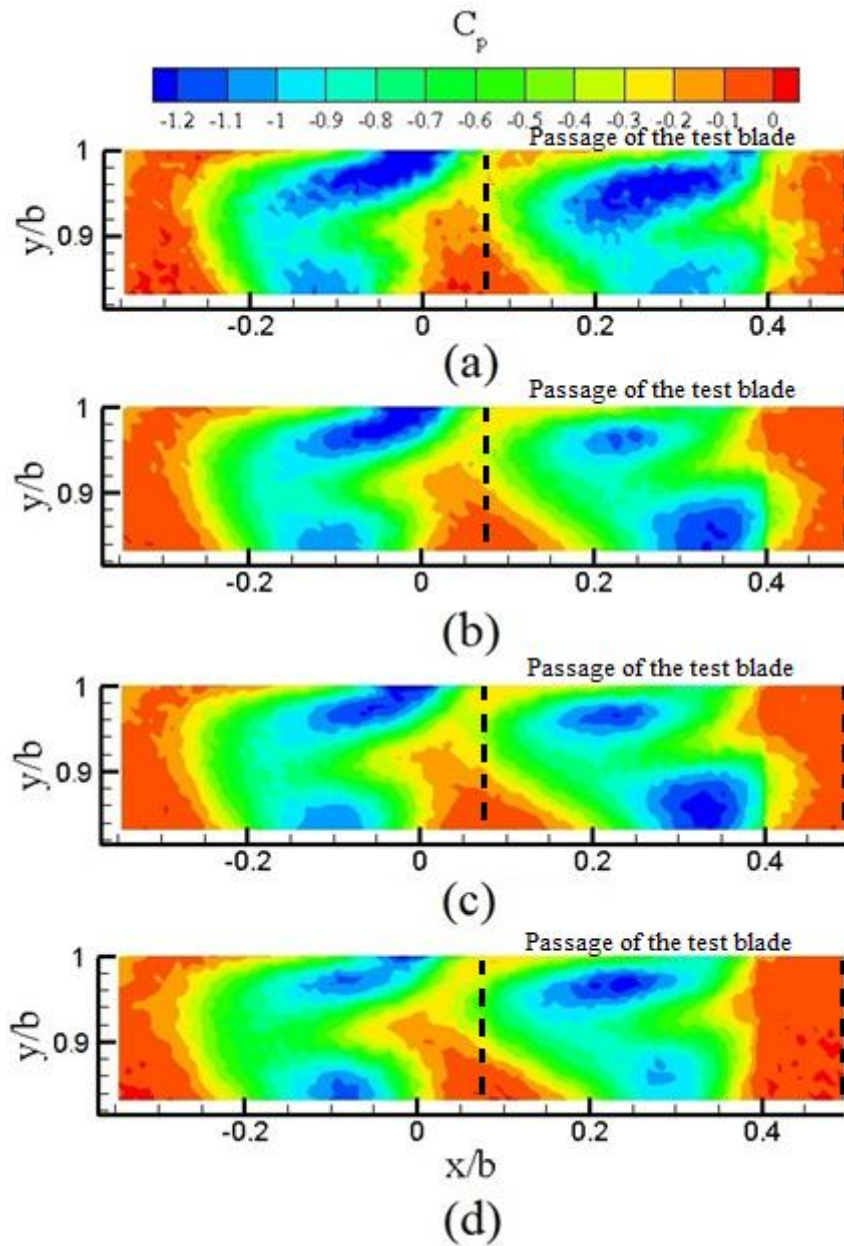 C_p
-1.2 -1.1 -1 -0.9 -0.8 -0.7 -0.6 -0.5 -0.4 -0.3 -0.2 -0.1 0
Passage of the test blade
1
y/b
0.9
-0.2 0 0.2 0.4
(a)
Passage of the test blade
1
y/b
0.9
-0.2 0 0.2 0.4
(b)
Passage of the test blade
1
y/b
0.9
-0.2 0 0.2 0.4
(c)
Passage of the test blade
1
y/b
0.9
-0.2 0 0.2 0.4
x/b
(d)